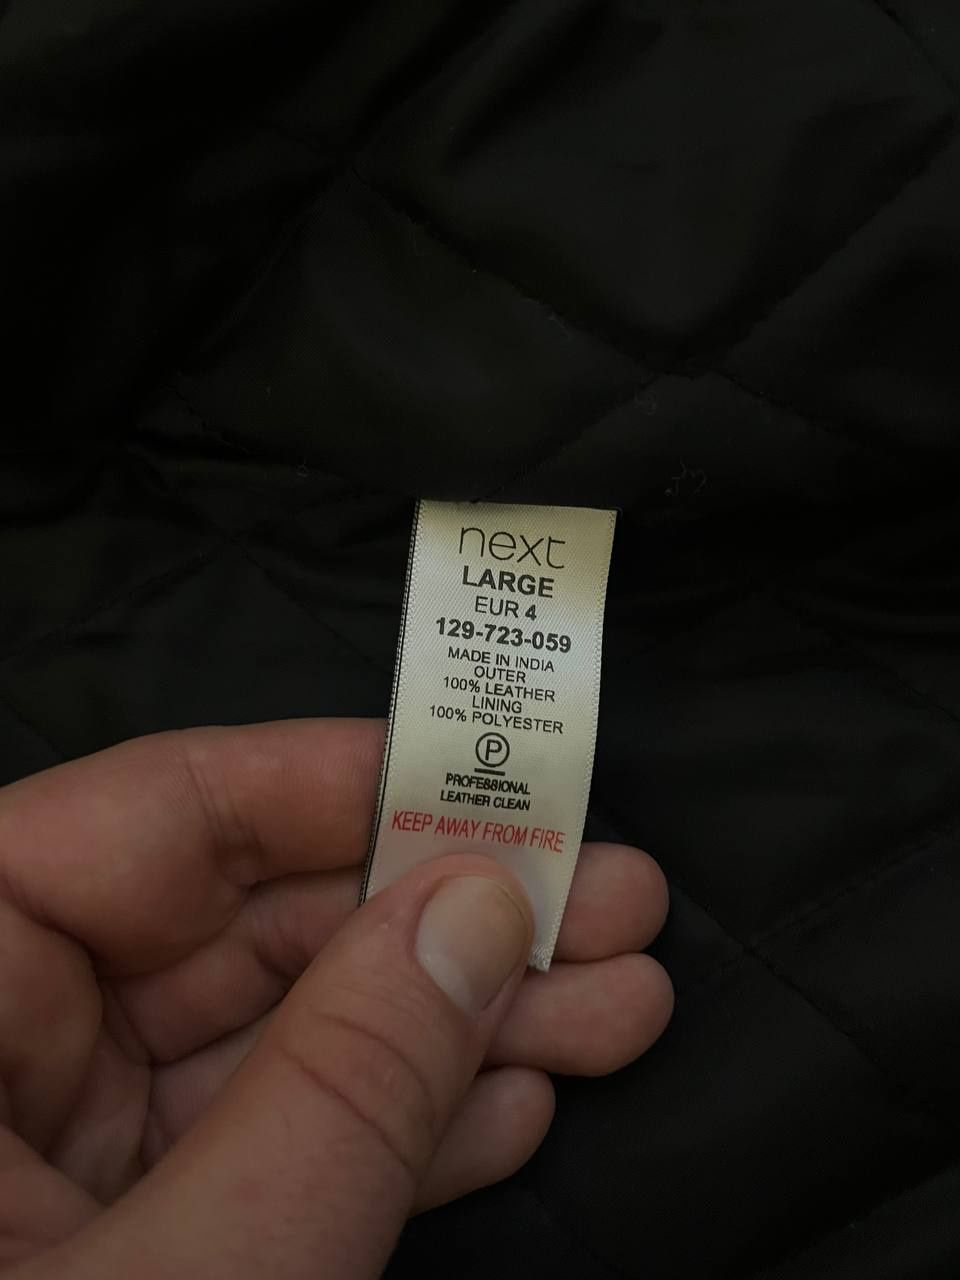 next
LARGE
EUR 4
129-723-059
MADE IN INDIA
OUTER
100% LEATHER
LINING
100% POLYESTER
P
PROFESSIONAL
LEATHER CLEAN
KEEP AWAY FROM FIRE